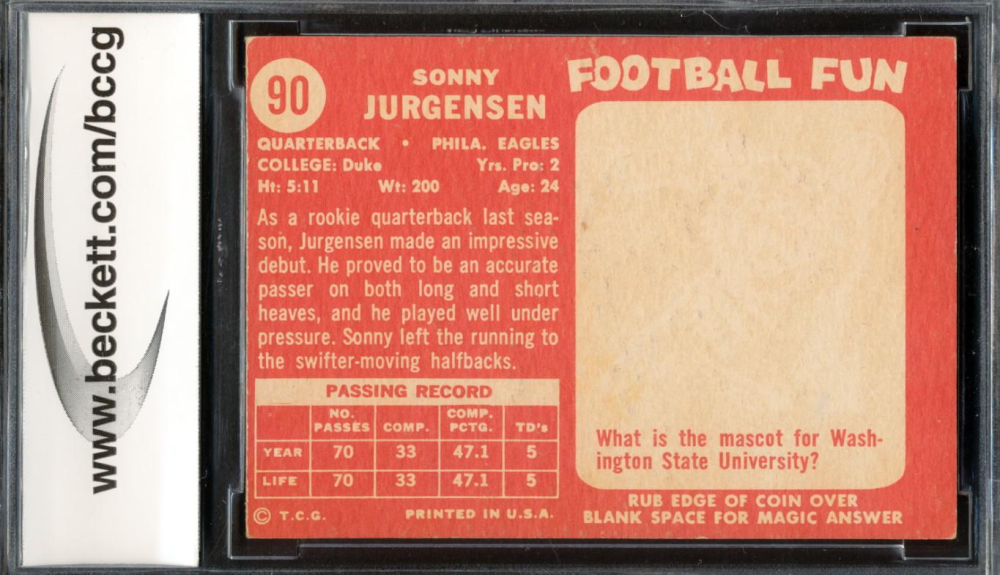 www.beckett.com/bccg
90
SONNY
JURGENSEN
QUARTERBACK • PHILA. EAGLES
COLLEGE: Duke Yrs. Pro: 2
Ht: 5:11 Wt: 200 Age: 24
As a rookie quarterback last sea-
son, Jurgensen made an impressive
debut. He proved to be an accurate
passer on both long and short
heaves, and he played well under
pressure. Sonny left the running to
the swifter-moving halfbacks.
PASSING RECORD
NO. PASSES COMP. COMP. PCTG. TD's
YEAR 70 33 47.1 5
LIFE 70 33 47.1 5
© T.C.G. PRINTED IN U.S.A.
FOOTBALL FUN
What is the mascot for Wash-
ington State University?
RUB EDGE OF COIN OVER
BLANK SPACE FOR MAGIC ANSWER